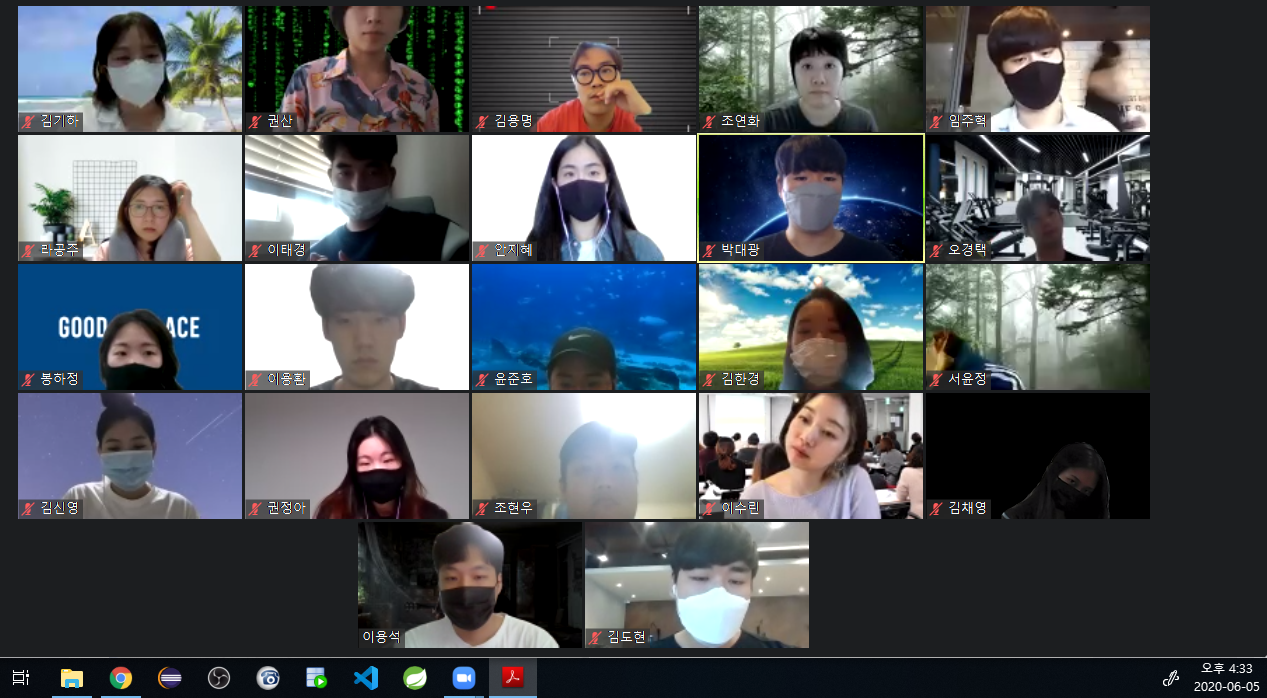 김기하
권산
김용명
조연화
임주혁
라공주
이태경
안지혜
박대광
오경택
GOOD
ACE
봉하정
이용환
윤준호
김한경
서윤정
김신영
권정아
조현우
이수린
김채영
이용석
김도현
오후 4:33
2020-06-05